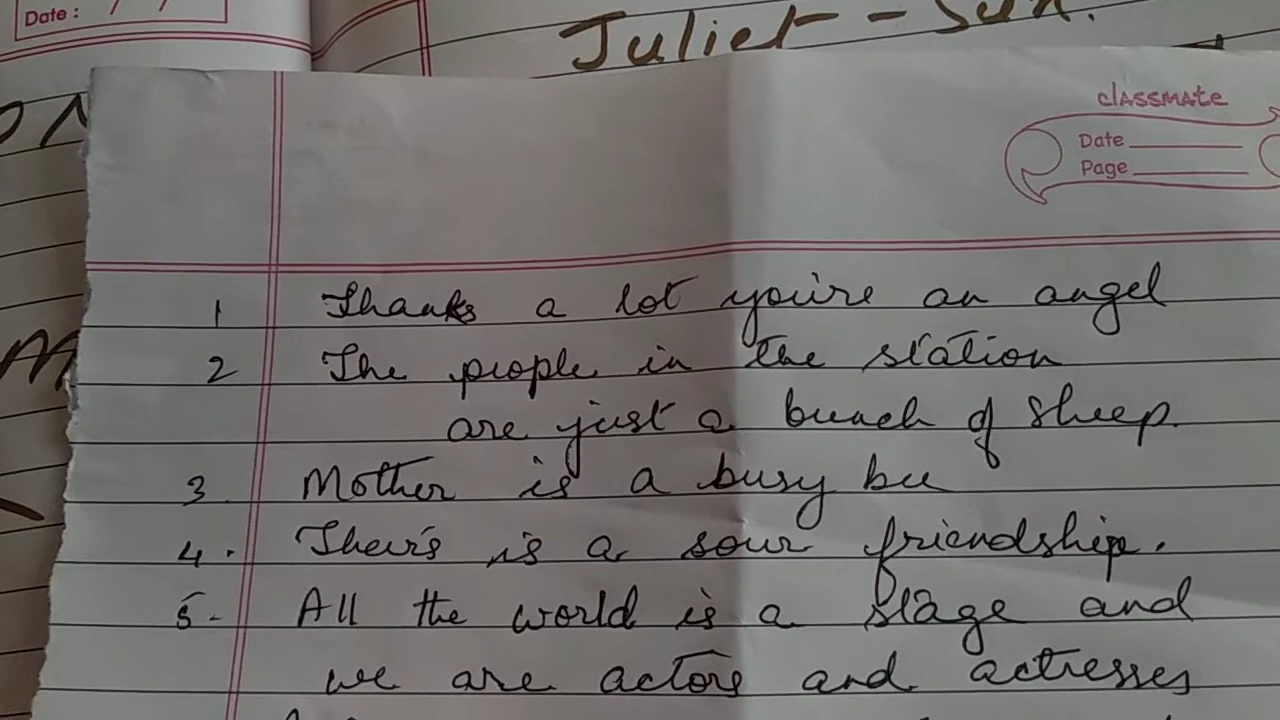 Date :
Juliet - Sun.
classmate
Date
Page
1 Thanks a lot you're an angel
2 The people in the station
are just a bunch of sheep.
3. Mother is a busy bee
4. Their's is a sour friendship.
5- All the world is a stage and
we are actors and actresses